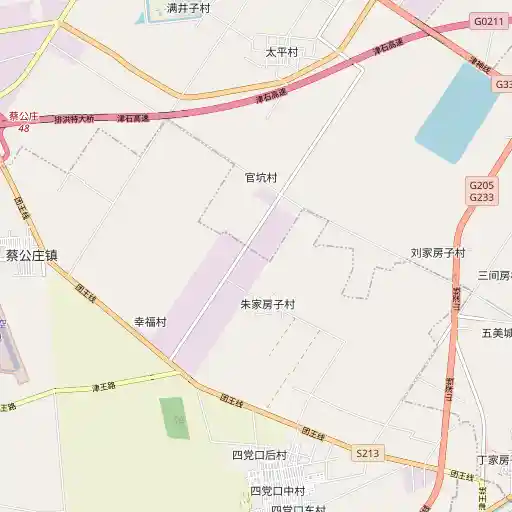 满井子村
G0211
太平村
津石高速
津神线
G33
津石高速
蔡公庄
48
排洪特大桥
津石高速
官坑村
G205
G233
团王线
刘家房子村
蔡公庄镇
三间房
团王线
朱家房子村
幸福村
五美城
津王路
王路
团王线
团王线
四党口后村
S213
丁家房
团王线
四党口中村
四党口东村